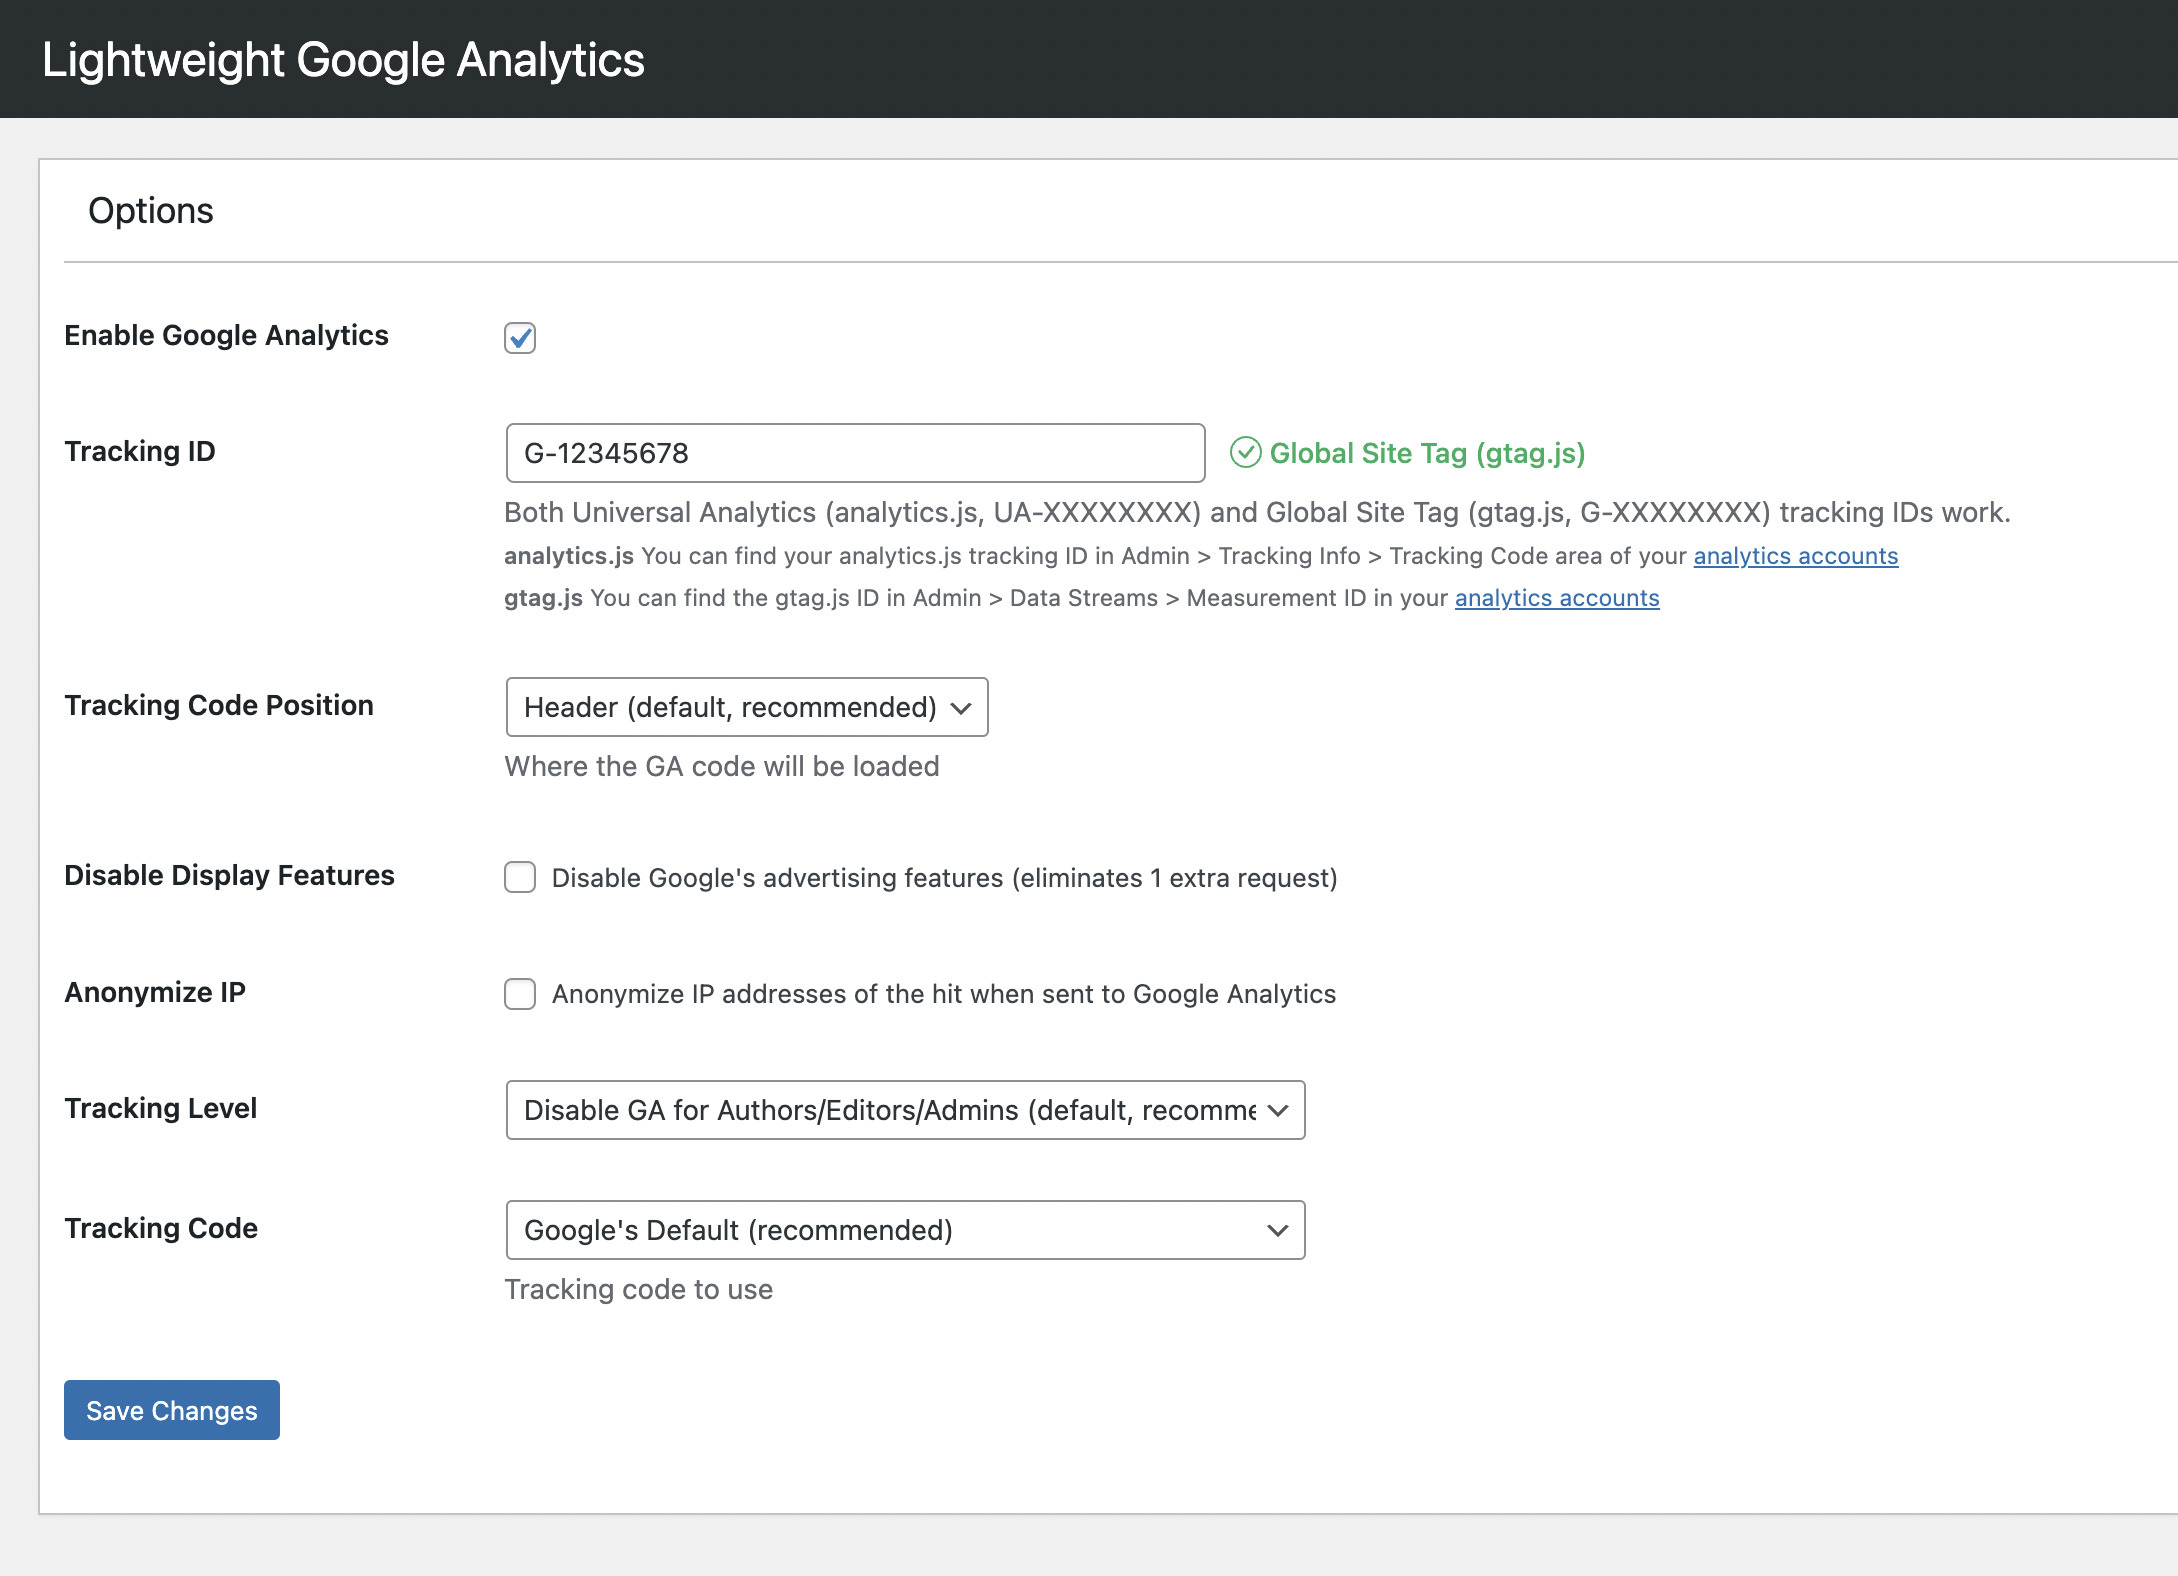 Lightweight Google Analytics
Options
Enable Google Analytics
Tracking ID
G-12345678
Global Site Tag (gtag.js)
Both Universal Analytics (analytics.js, UA-XXXXXXXX) and Global Site Tag (gtag.js, G-XXXXXXXX) tracking IDs work.
analytics.js You can find your analytics.js tracking ID in Admin > Tracking Info > Tracking Code area of your analytics accounts
gtag.js You can find the gtag.js ID in Admin > Data Streams > Measurement ID in your analytics accounts
Tracking Code Position
Header (default, recommended)
Where the GA code will be loaded
Disable Display Features
Disable Google's advertising features (eliminates 1 extra request)
Anonymize IP
Anonymize IP addresses of the hit when sent to Google Analytics
Tracking Level
Disable GA for Authors/Editors/Admins (default, recomme
Tracking Code
Google's Default (recommended)
Tracking code to use
Save Changes